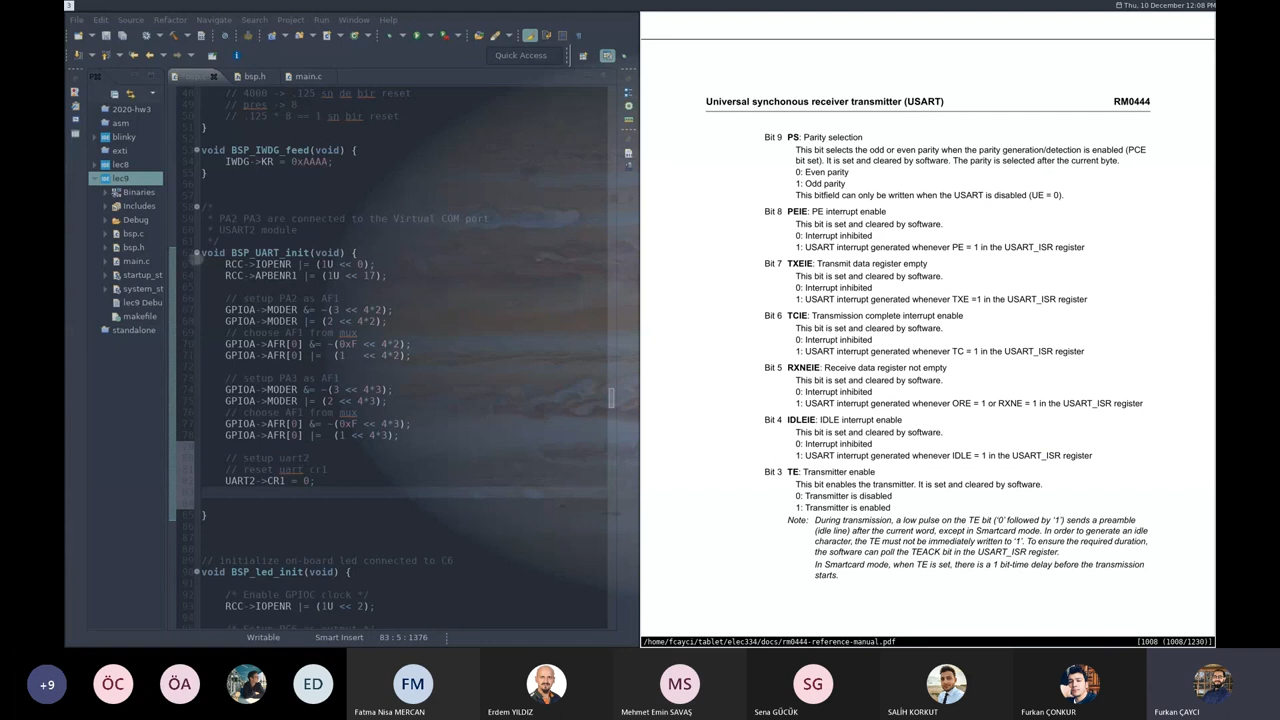 3
Thu, 10 December 12:08 PM
File Edit Source Refactor Navigate Search Project Run Window Help
Quick Access
bsp.h
main.c
2020-hw3
asm
blinky
exti
lec8
lec9
Binaries
Includes
Debug
bsp.c
bsp.h
main.c
startup_st
system_st
lec9 Debu
makefile
standalone
// 4000 -> .125 sn de bir reset
// pres -> 8
// .125 * 8 == 1 sn bir reset
}
void BSP_IWDG_feed(void) {
IWDG->KR = 0xAAAA;
}
/*
* PA2 PA3 are connected to the Virtual COM port
* USART2 module
*/
void BSP_UART_init(void) {
RCC->IOPENR |= (1U << 0);
RCC->APBENR1 |= (1U << 17);
// setup PA2 as AF1
GPIOA->MODER &= ~(3 << 4*2);
GPIOA->MODER |= (2 << 4*2);
// choose AF1 from mux
GPIOA->AFR[0] &= ~(0xF << 4*2);
GPIOA->AFR[0] |= (1 << 4*2);
// setup PA3 as AF1
GPIOA->MODER &= ~(3 << 4*3);
GPIOA->MODER |= (2 << 4*3);
// choose AF1 from mux
GPIOA->AFR[0] &= ~(0xF << 4*3);
GPIOA->AFR[0] |= (1 << 4*3);
// setup uart2
// reset uart cr1
UART2->CR1 = 0;
}
// initialize on-board led connected to C6
void BSP_led_init(void) {
/* Enable GPIOC clock */
RCC->IOPENR |= (1U << 2);
Writable Smart Insert 83 : 5 : 1376
Universal synchonous receiver transmitter (USART) RM0444
Bit 9 PS: Parity selection
This bit selects the odd or even parity when the parity generation/detection is enabled (PCE
bit set). It is set and cleared by software. The parity is selected after the current byte.
0: Even parity
1: Odd parity
This bitfield can only be written when the USART is disabled (UE = 0).
Bit 8 PEIE: PE interrupt enable
This bit is set and cleared by software.
0: Interrupt inhibited
1: USART interrupt generated whenever PE = 1 in the USART_ISR register
Bit 7 TXEIE: Transmit data register empty
This bit is set and cleared by software.
0: Interrupt inhibited
1: USART interrupt generated whenever TXE =1 in the USART_ISR register
Bit 6 TCIE: Transmission complete interrupt enable
This bit is set and cleared by software.
0: Interrupt inhibited
1: USART interrupt generated whenever TC = 1 in the USART_ISR register
Bit 5 RXNEIE: Receive data register not empty
This bit is set and cleared by software.
0: Interrupt inhibited
1: USART interrupt generated whenever ORE = 1 or RXNE = 1 in the USART_ISR register
Bit 4 IDLEIE: IDLE interrupt enable
This bit is set and cleared by software.
0: Interrupt inhibited
1: USART interrupt generated whenever IDLE = 1 in the USART_ISR register
Bit 3 TE: Transmitter enable
This bit enables the transmitter. It is set and cleared by software.
0: Transmitter is disabled
1: Transmitter is enabled
Note: During transmission, a low pulse on the TE bit ('0' followed by '1') sends a preamble
(idle line) after the current word, except in Smartcard mode. In order to generate an idle
character, the TE must not be immediately written to '1'. To ensure the required duration,
the software can poll the TEACK bit in the USART_ISR register.
In Smartcard mode, when TE is set, there is a 1 bit-time delay before the transmission
starts.
/home/fcayci/tablet/elec334/docs/rm0444-reference-manual.pdf [1008 (1008/1230)]
+9
ÖC
ÖA
ED
FM
MS
SG
Fatma Nisa MERCAN
Erdem YILDIZ
Mehmet Emin SAVAŞ
Sena GÜCÜK
SALİH KORKUT
Furkan ÇONKUR
Furkan ÇAYCI